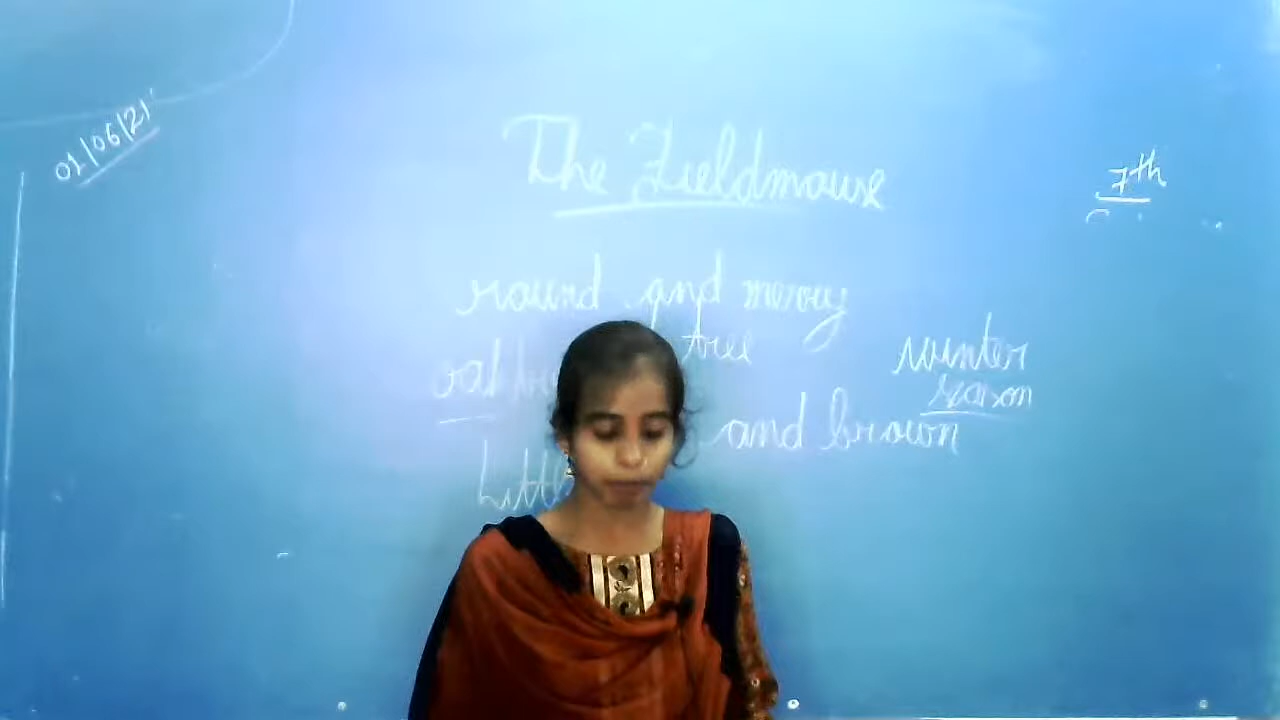 01/06/21
The Fieldmouse
7th
round and merry
tree
winter
season
and brown